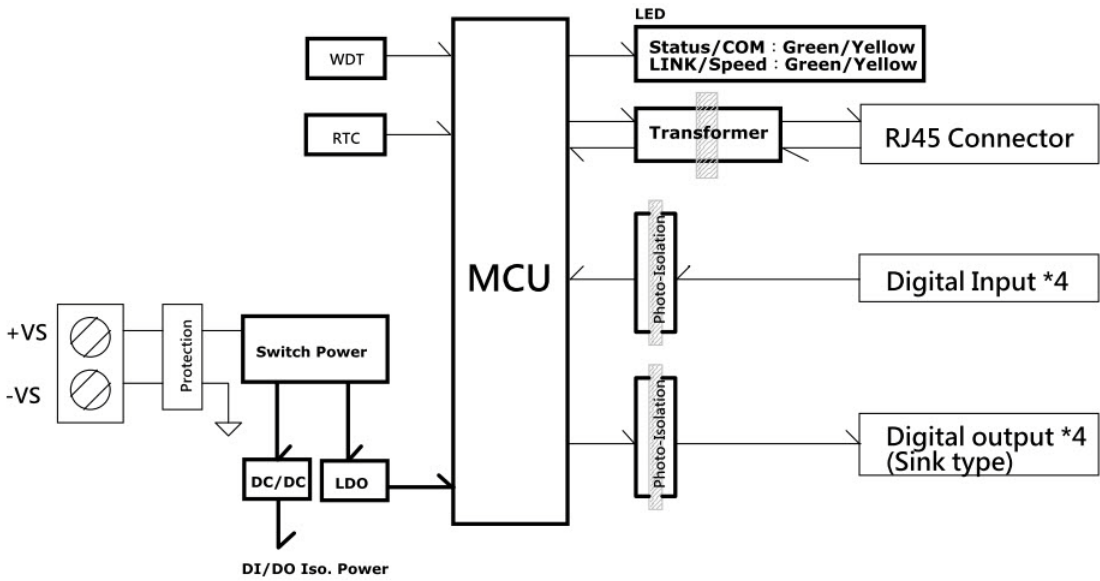 LED
Status/COM : Green/Yellow
LINK/Speed : Green/Yellow
WDT
RTC
Transformer
RJ45 Connector
MCU
Photo-Isolation
Digital Input *4
+VS
-VS
Protection
Switch Power
DC/DC
LDO
DI/DO Iso. Power
Photo-Isolation
Digital output *4
(Sink type)